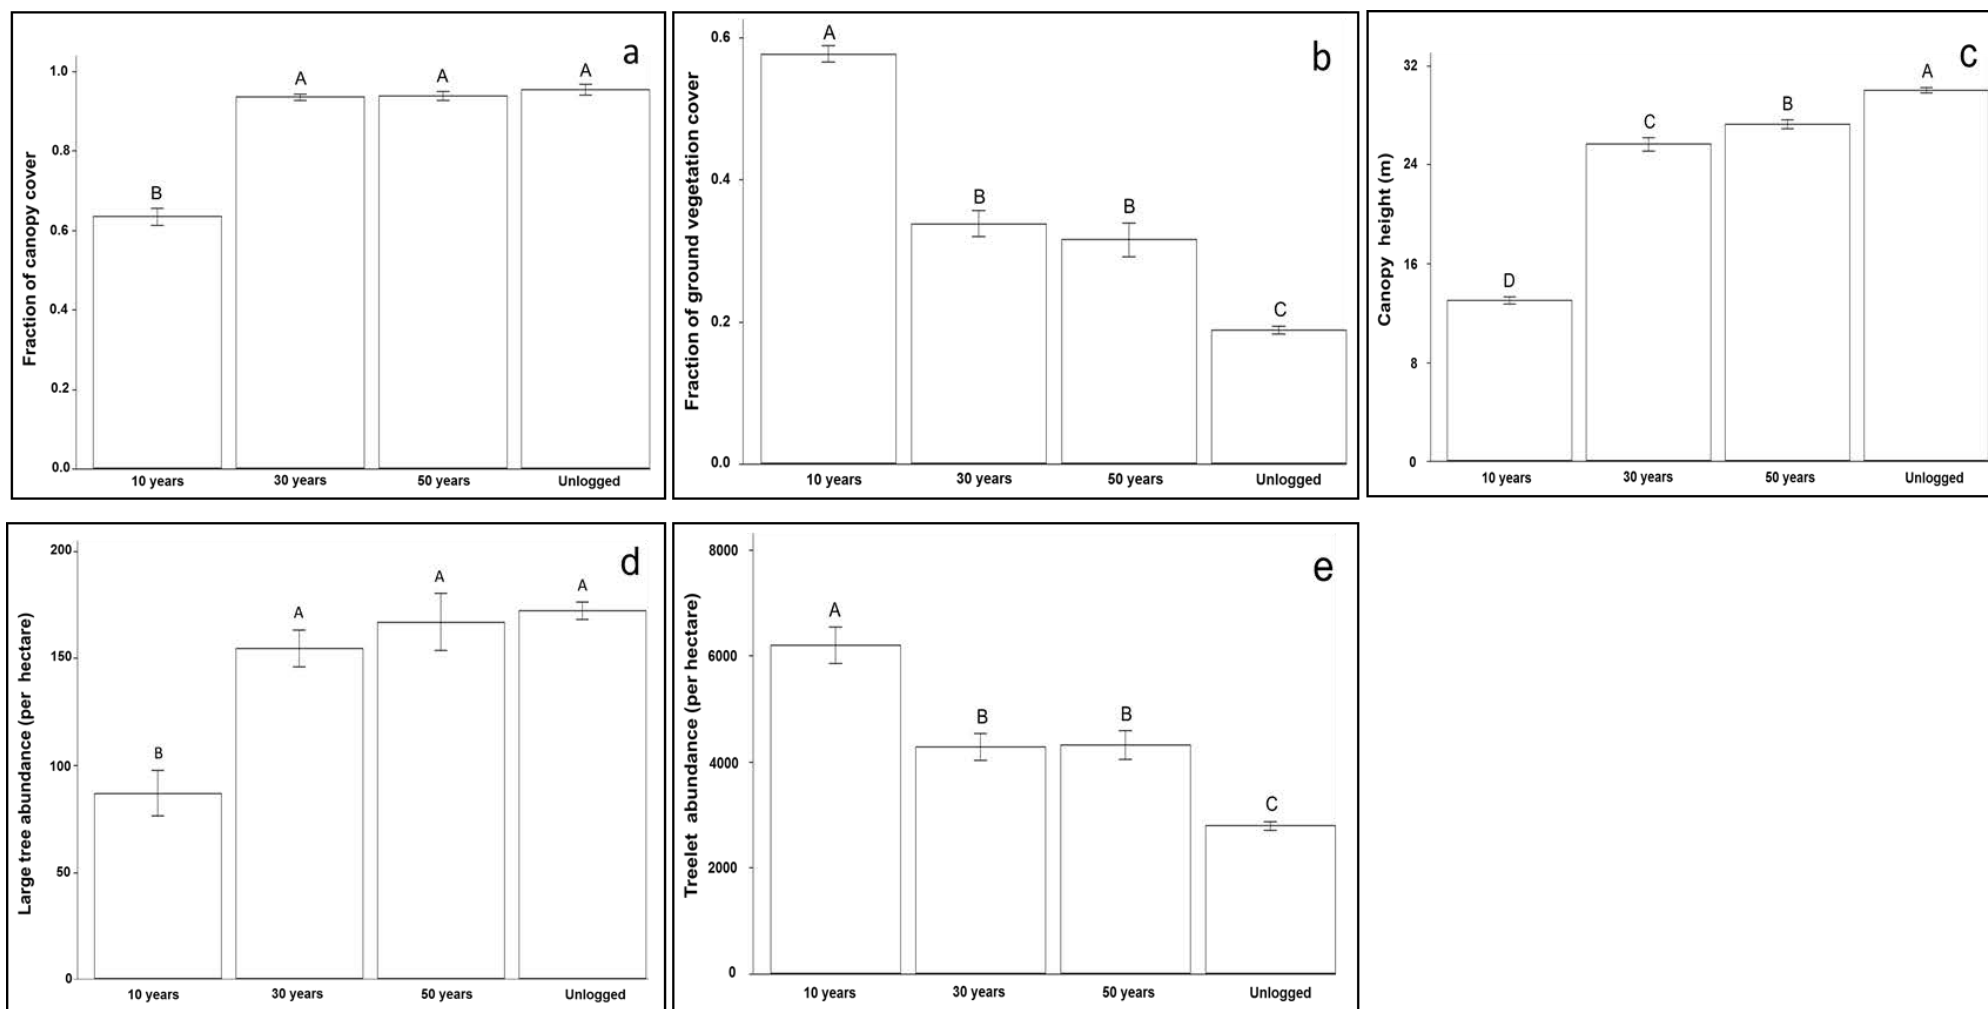 a
Fraction of canopy cover
1.0
0.8
0.6
0.4
0.2
0.0
B
A
A
A
10 years
30 years
50 years
Unlogged
b
Fraction of ground vegetation cover
0.6
0.4
0.2
0.0
A
B
B
C
10 years
30 years
50 years
Unlogged
c
Canopy height (m)
32
24
16
8
0
D
C
B
A
10 years
30 years
50 years
Unlogged
d
Large tree abundance (per hectare)
200
150
100
50
0
B
A
A
A
10 years
30 years
50 years
Unlogged
e
Treelet abundance (per hectare)
8000
6000
4000
2000
0
A
B
B
C
10 years
30 years
50 years
Unlogged